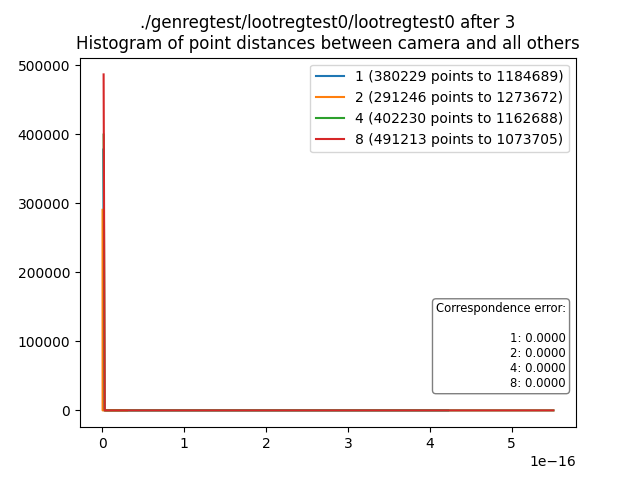 ./genregtest/lootregtest0/lootregtest0 after 3
Histogram of point distances between camera and all others
500000
400000
300000
200000
100000
0
1 (380229 points to 1184689)
2 (291246 points to 1273672)
4 (402230 points to 1162688)
8 (491213 points to 1073705)
Correspondence error:
1: 0.0000
2: 0.0000
4: 0.0000
8: 0.0000
0 1 2 3 4 5
1e−16